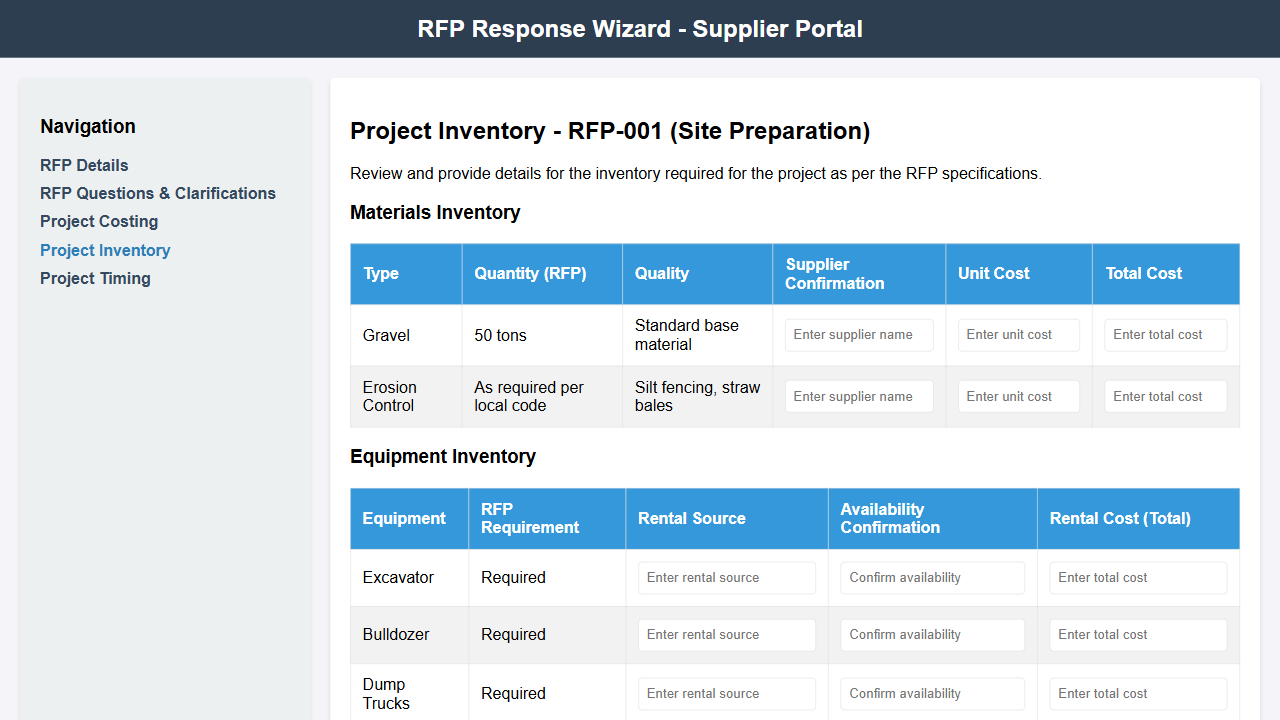 RFP Response Wizard - Supplier Portal
Navigation
RFP Details
RFP Questions & Clarifications
Project Costing
Project Inventory
Project Timing
Project Inventory - RFP-001 (Site Preparation)
Review and provide details for the inventory required for the project as per the RFP specifications.
Materials Inventory
Type Quantity (RFP) Quality Supplier Confirmation Unit Cost Total Cost
Gravel 50 tons Standard base material Enter supplier name Enter unit cost Enter total cost
Erosion Control As required per local code Silt fencing, straw bales Enter supplier name Enter unit cost Enter total cost
Equipment Inventory
Equipment RFP Requirement Rental Source Availability Confirmation Rental Cost (Total)
Excavator Required Enter rental source Confirm availability Enter total cost
Bulldozer Required Enter rental source Confirm availability Enter total cost
Dump Trucks Required Enter rental source Confirm availability Enter total cost